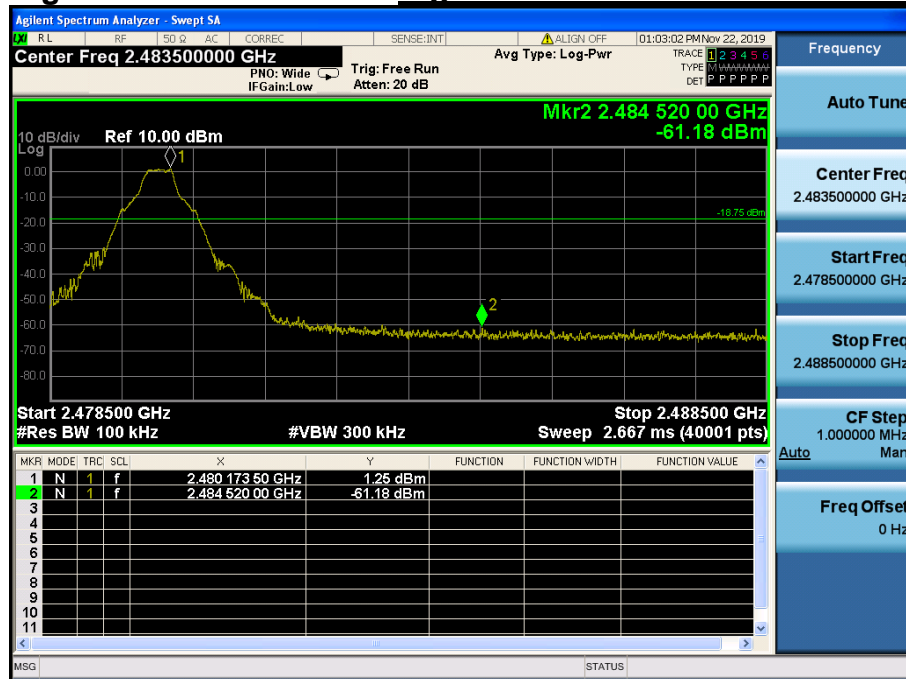 Agilent Spectrum Analyzer - Swept SA
LXI RL RF 50 Ω AC CORREC SENSE:INT ALIGN OFF 01:03:02 PM Nov 22, 2019
Center Freq 2.483500000 GHz
PNO: Wide
IFGain:Low
Trig: Free Run
Atten: 20 dB
Avg Type: Log-Pwr
TRACE 1 2 3 4 5 6
TYPE M WWWWW
DET P P P P P P
Mkr2 2.484 520 00 GHz
-61.18 dBm
10 dB/div Ref 10.00 dBm
Log
1
0.00
-10.0
-18.75 dBm
-20.0
-30.0
-40.0
-50.0
2
-60.0
-70.0
-80.0
Start 2.478500 GHz Stop 2.488500 GHz
#Res BW 100 kHz #VBW 300 kHz Sweep 2.667 ms (40001 pts)
MKR MODE TRC SCL X Y FUNCTION FUNCTION WIDTH FUNCTION VALUE
1 N 1 f 2.480 173 50 GHz 1.25 dBm
2 N 1 f 2.484 520 00 GHz -61.18 dBm
3
4
5
6
7
8
9
10
11
MSG STATUS
Frequency
Auto Tune
Center Freq
2.483500000 GHz
Start Freq
2.478500000 GHz
Stop Freq
2.488500000 GHz
CF Step
1.000000 MHz
Auto Man
Freq Offset
0 Hz